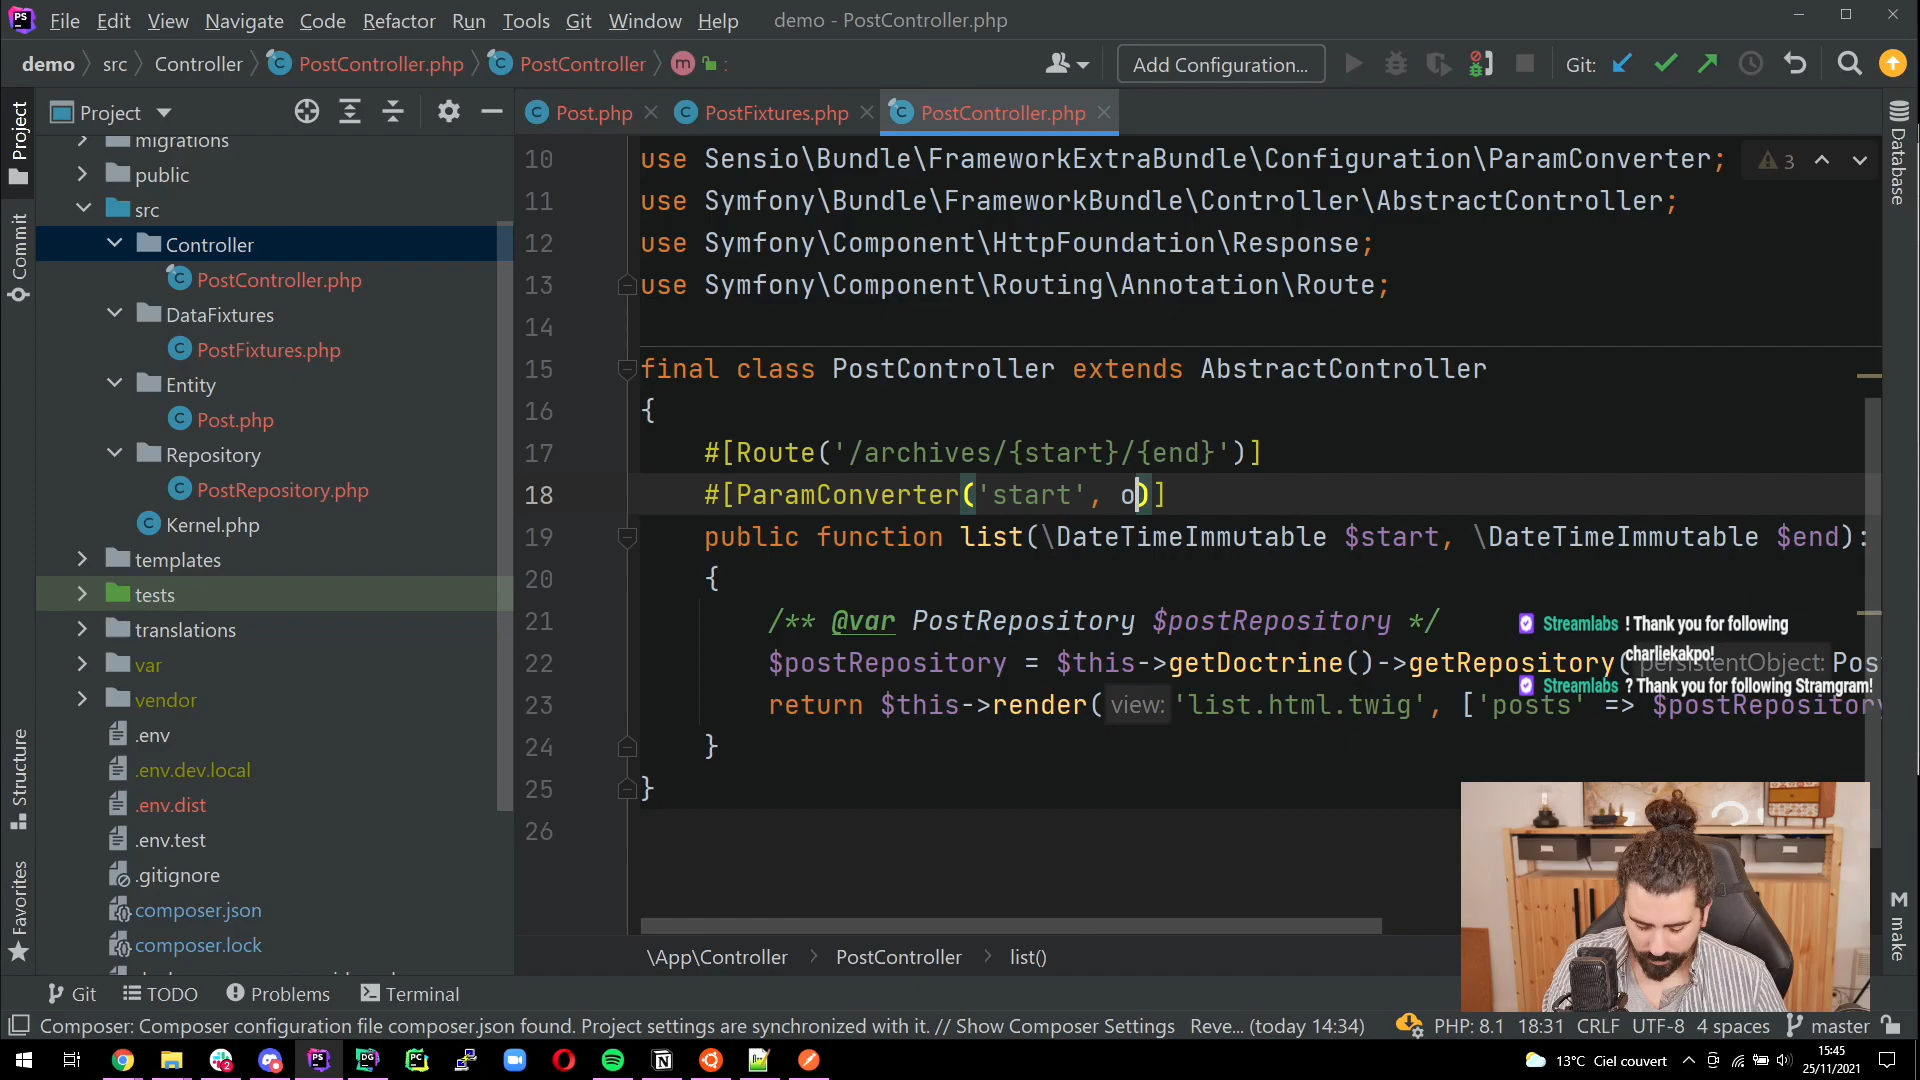 File Edit View Navigate Code Refactor Run Tools Git Window Help demo - PostController.php
demo src Controller PostController.php PostController : Add Configuration... Git:
Project
Post.php PostFixtures.php PostController.php
migrations
public
src
Controller
PostController.php
DataFixtures
PostFixtures.php
Entity
Post.php
Repository
PostRepository.php
Kernel.php
templates
tests
translations
var
vendor
.env
.env.dev.local
.env.dist
.env.test
.gitignore
composer.json
composer.lock
Project
Commit
Structure
Favorites
10 use Sensio\Bundle\FrameworkExtraBundle\Configuration\ParamConverter; 3
11 use Symfony\Bundle\FrameworkBundle\Controller\AbstractController;
12 use Symfony\Component\HttpFoundation\Response;
13 use Symfony\Component\Routing\Annotation\Route;
14
15 final class PostController extends AbstractController
16 {
17 #[Route('/archives/{start}/{end}')]
18 #[ParamConverter('start', o)]
19 public function list(\DateTimeImmutable $start, \DateTimeImmutable $end):
20 {
21 /** @var PostRepository $postRepository */
22 $postRepository = $this->getDoctrine()->getRepository( persistentObject: Pos
23 return $this->render( view: 'list.html.twig', ['posts' => $postRepository
24 }
25 }
26
Streamlabs ! Thank you for following
charliekakpo!
Streamlabs ? Thank you for following Stramgram!
Database
make
\App\Controller PostController list()
Git TODO Problems Terminal
Composer: Composer configuration file composer.json found. Project settings are synchronized with it. // Show Composer Settings Reve... (today 14:34) PHP: 8.1 18:31 CRLF UTF-8 4 spaces master
13°C Ciel couvert 15:45
25/11/2021